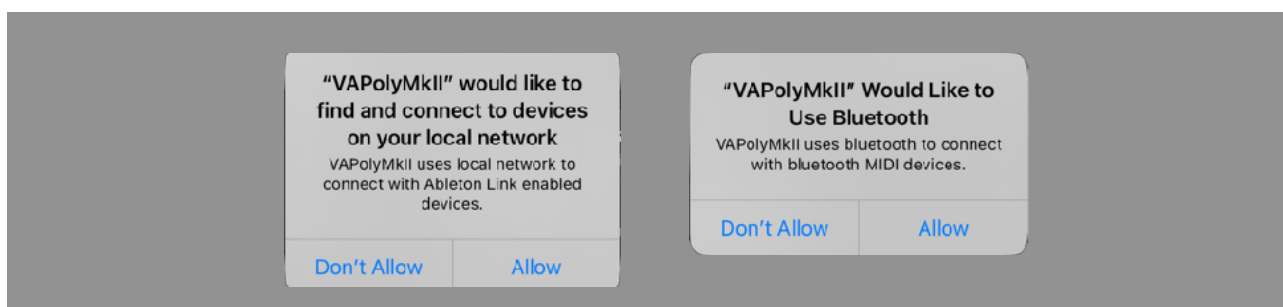 “VAPolyMkII” would like to
find and connect to devices
on your local network
VAPolyMkII uses local network to
connect with Ableton Link enabled
devices.
Don't Allow
Allow
“VAPolyMkII” Would Like to
Use Bluetooth
VAPolyMkII uses bluetooth to connect
with bluetooth MIDI devices.
Don't Allow
Allow